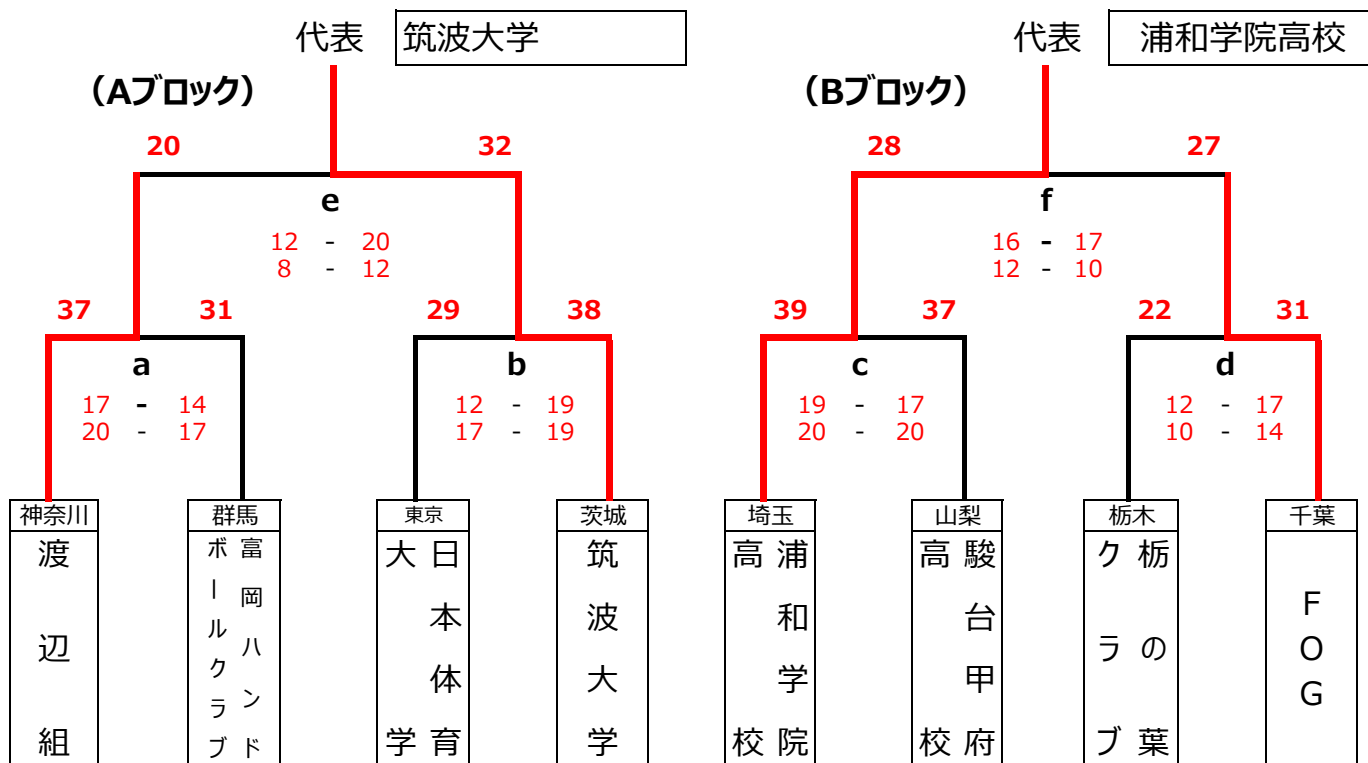 代表 筑波大学 代表 浦和学院高校
（Aブロック） （Bブロック）
20 32 28 27
e f
12 - 20 16 - 17
8 - 12 12 - 10
37 31 29 38 39 37 22 31
a b c d
17 - 14 12 - 19 19 - 17 12 - 17
20 - 17 17 - 19 20 - 20 10 - 14
神奈川 群馬 東京 茨城 埼玉 山梨 栃木 千葉
渡辺組
富岡ハンド
ボールクラブ
日本体育
大学
筑波大学
浦和学院
高校
駿台甲府
高校
栃の葉
クラブ
FOG